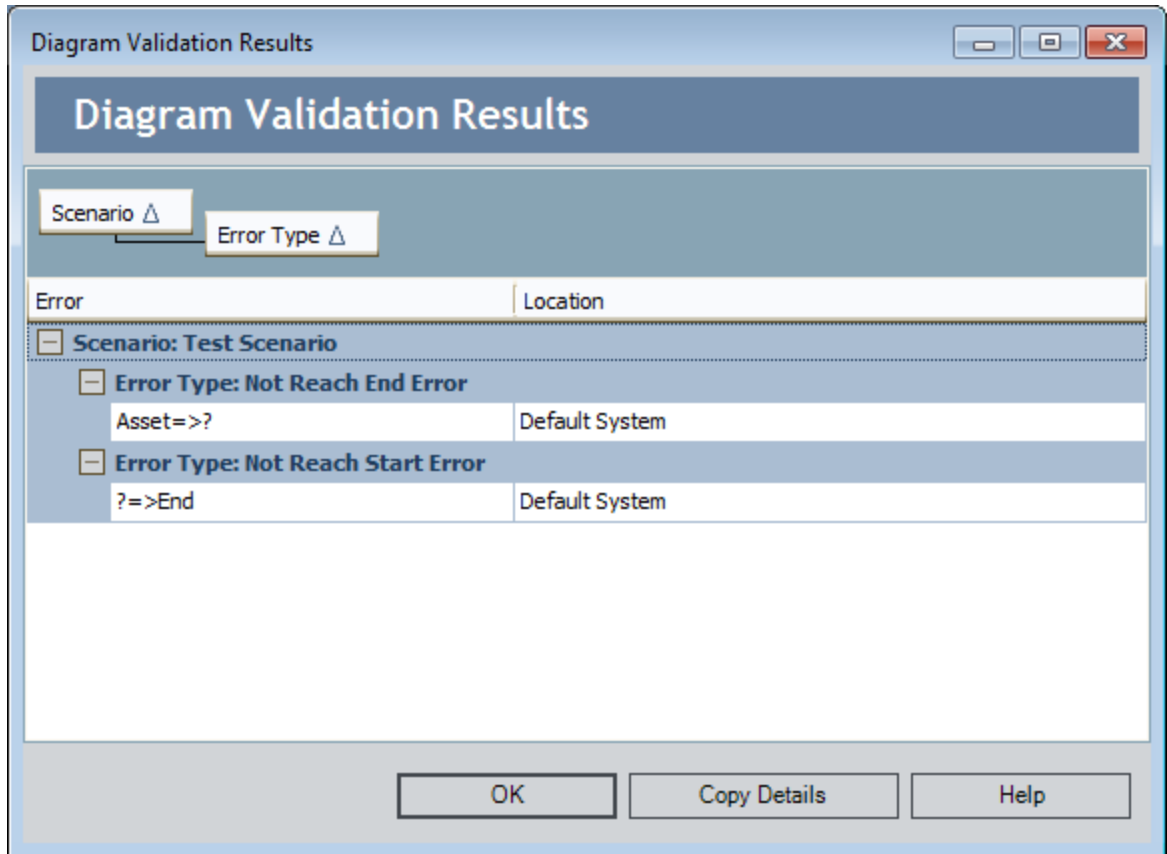 Diagram Validation Results
Diagram Validation Results
Scenario △
Error Type △
Error Location
Scenario: Test Scenario
Error Type: Not Reach End Error
Asset=>? Default System
Error Type: Not Reach Start Error
?=>End Default System
OK Copy Details Help